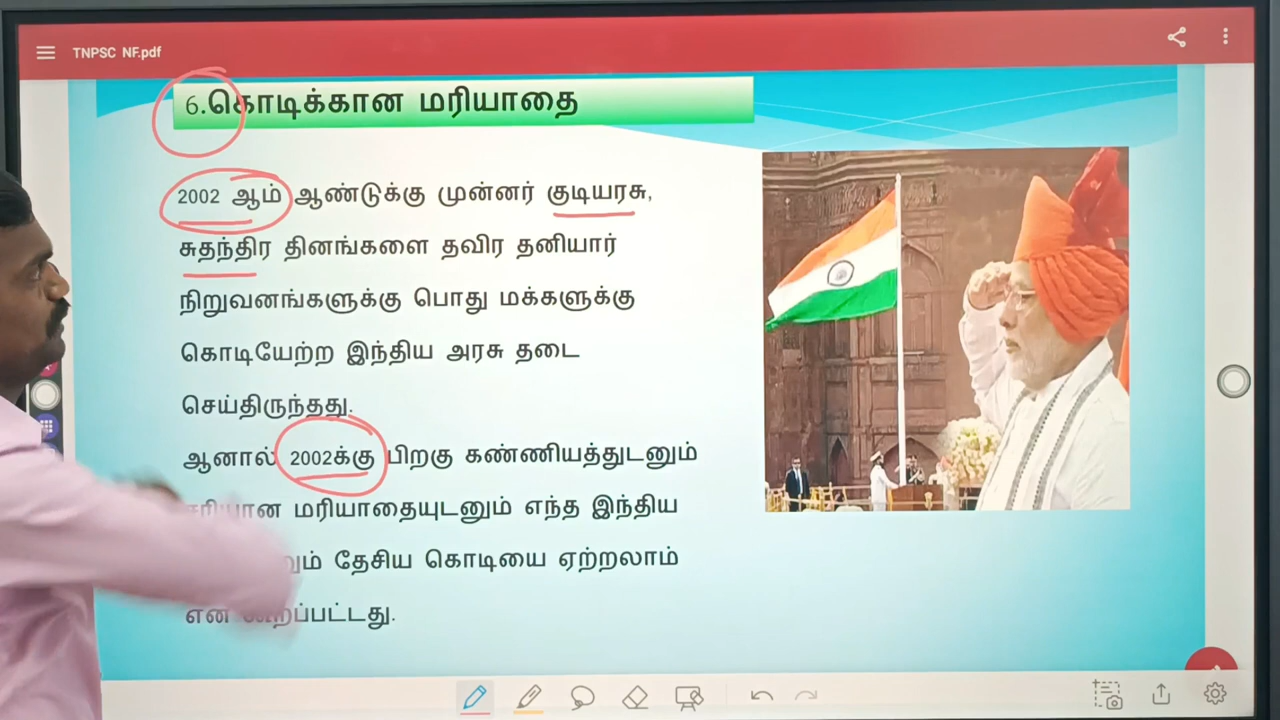 TNPSC NF.pdf
6.கொடிக்கான மரியாதை
2002 ஆம் ஆண்டுக்கு முன்னர் குடியரசு,
சுதந்திர தினங்களை தவிர தனியார்
நிறுவனங்களுக்கு பொது மக்களுக்கு
கொடியேற்ற இந்திய அரசு தடை
செய்திருந்தது.
ஆனால் 2002க்கு பிறகு கண்ணியத்துடனும்
மரியாதையுடனும் எந்த இந்திய
தேசிய கொடியை ஏற்றலாம்